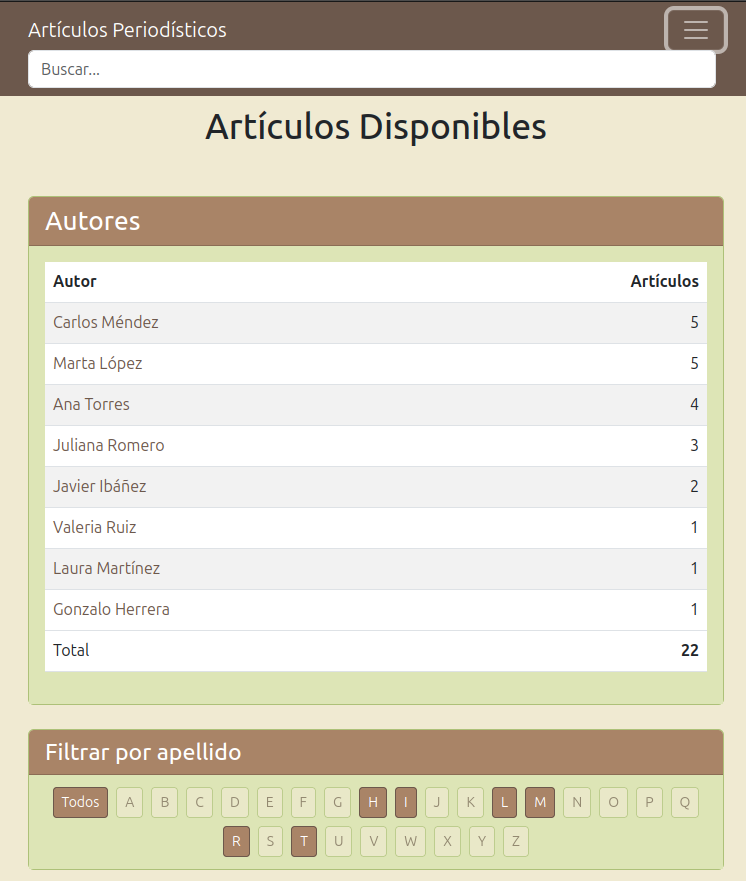 Artículos Periodísticos
Buscar...
Artículos Disponibles
Autores
Autor Artículos
Carlos Méndez 5
Marta López 5
Ana Torres 4
Juliana Romero 3
Javier Ibáñez 2
Valeria Ruiz 1
Laura Martínez 1
Gonzalo Herrera 1
Total 22
Filtrar por apellido
Todos A B C D E F G H I J K L M N O P Q
R S T U V W X Y Z